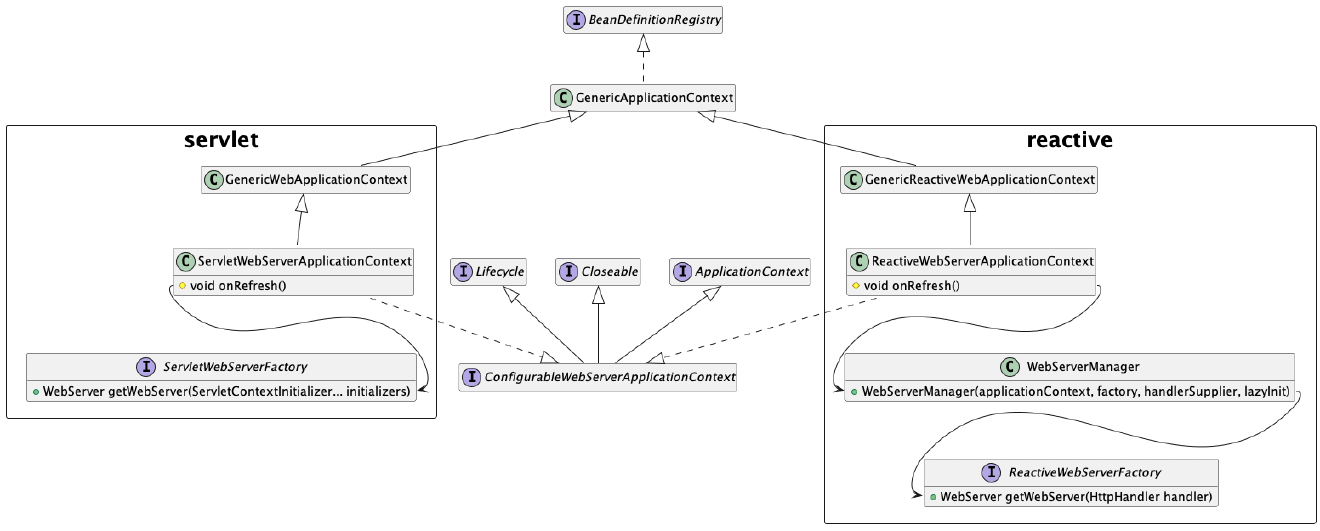 I BeanDefinitionRegistry
C GenericApplicationContext
servlet
reactive
C GenericWebApplicationContext
C GenericReactiveWebApplicationContext
C ServletWebServerApplicationContext
void onRefresh()
I Lifecycle
I Closeable
I ApplicationContext
C ReactiveWebServerApplicationContext
void onRefresh()
I ServletWebServerFactory
WebServer getWebServer(ServletContextInitializer... initializers)
I ConfigurableWebServerApplicationContext
C WebServerManager
WebServerManager(applicationContext, factory, handlerSupplier, lazyInit)
I ReactiveWebServerFactory
WebServer getWebServer(HttpHandler handler)